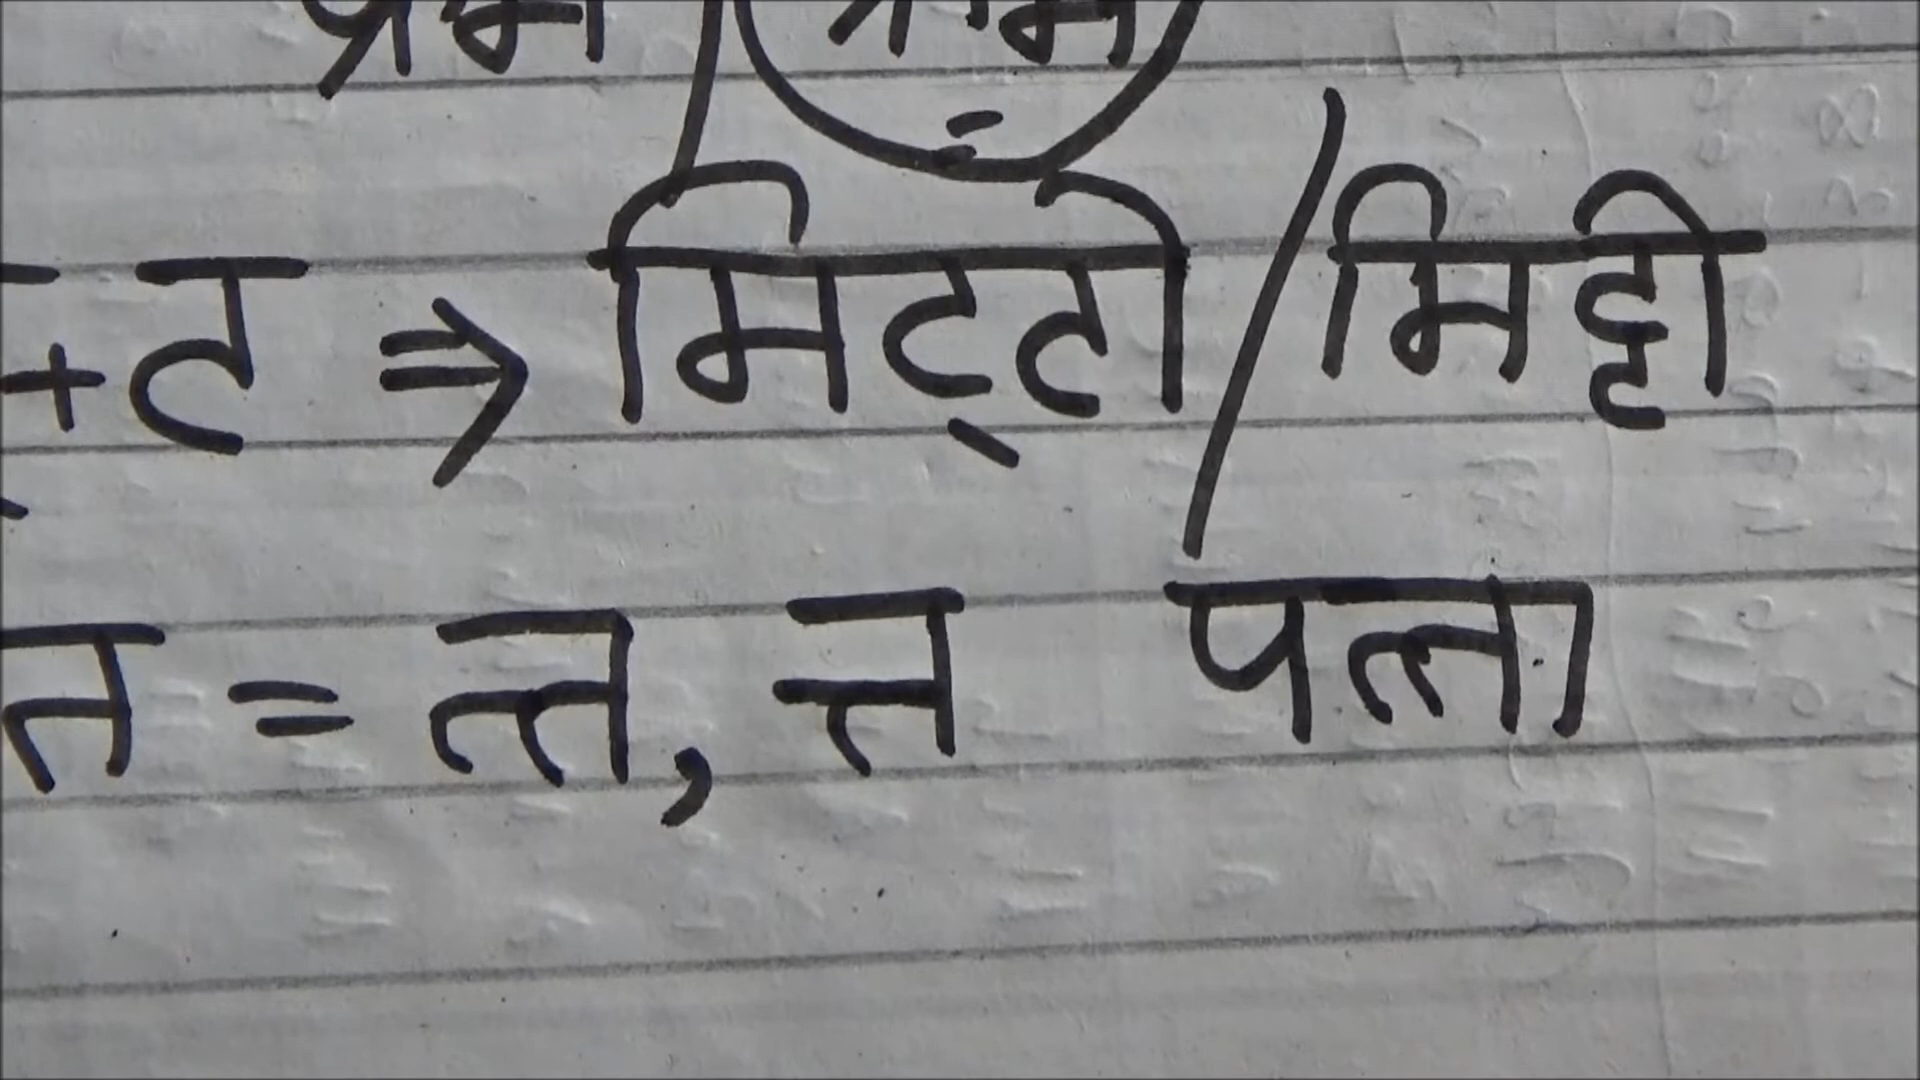 +ट ⇒ मिट्‌टी / मिट्टी
त = त्‍त, त्त पत्‍ता